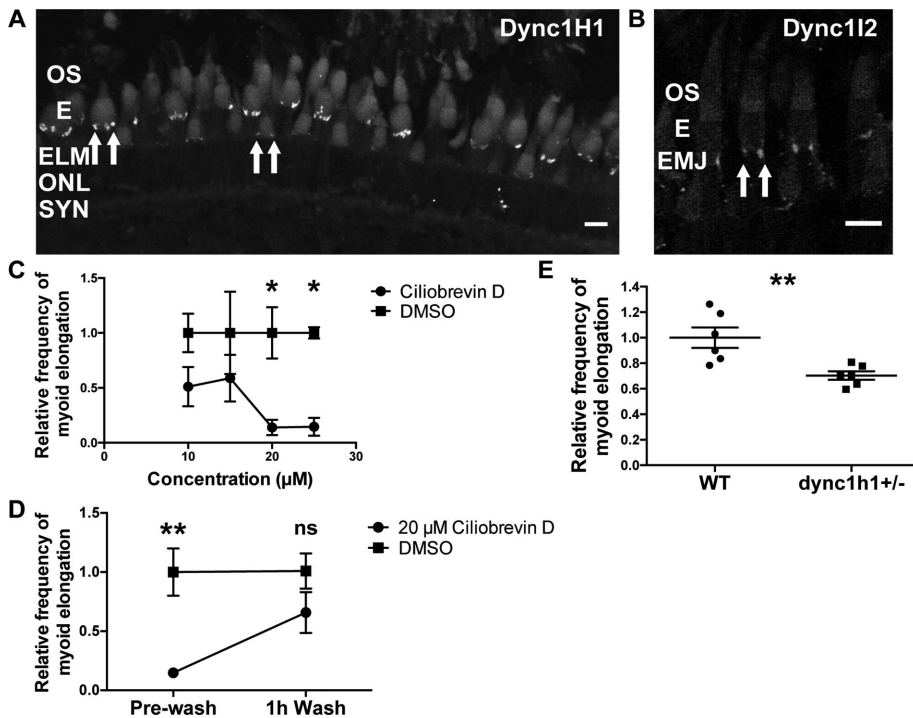 A
Dync1H1
OS
E
ELM
ONL
SYN
B
Dync1I2
OS
E
EMJ
C
Relative frequency of
myoid elongation
1.5
1.0
0.5
0.0
* *
0 10 20 30
Concentration (µM)
Ciliobrevin D
DMSO
D
Relative frequency of
myoid elongation
1.5
1.0
0.5
0.0
** ns
Pre-wash 1h Wash
20 µM Ciliobrevin D
DMSO
E
Relative frequency of
myoid elongation
1.4
1.2
1.0
0.8
0.6
0.4
0.2
0.0
**
WT dync1h1+/-